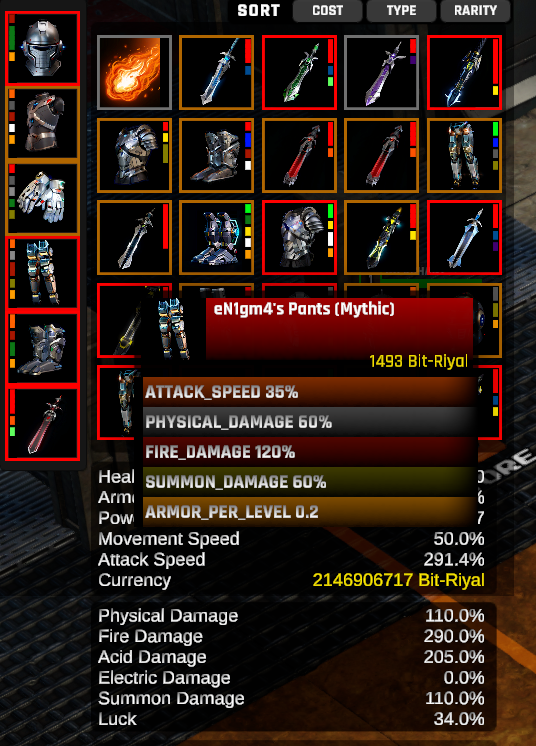 SORT COST TYPE RARITY
eN1gm4's Pants (Mythic)
1493 Bit-Riyal
ATTACK_SPEED 35%
PHYSICAL_DAMAGE 60%
FIRE_DAMAGE 120%
SUMMON_DAMAGE 60%
ARMOR_PER_LEVEL 0.2
Movement Speed 50.0%
Attack Speed 291.4%
Currency 2146906717 Bit-Riyal
Physical Damage 110.0%
Fire Damage 290.0%
Acid Damage 205.0%
Electric Damage 0.0%
Summon Damage 110.0%
Luck 34.0%